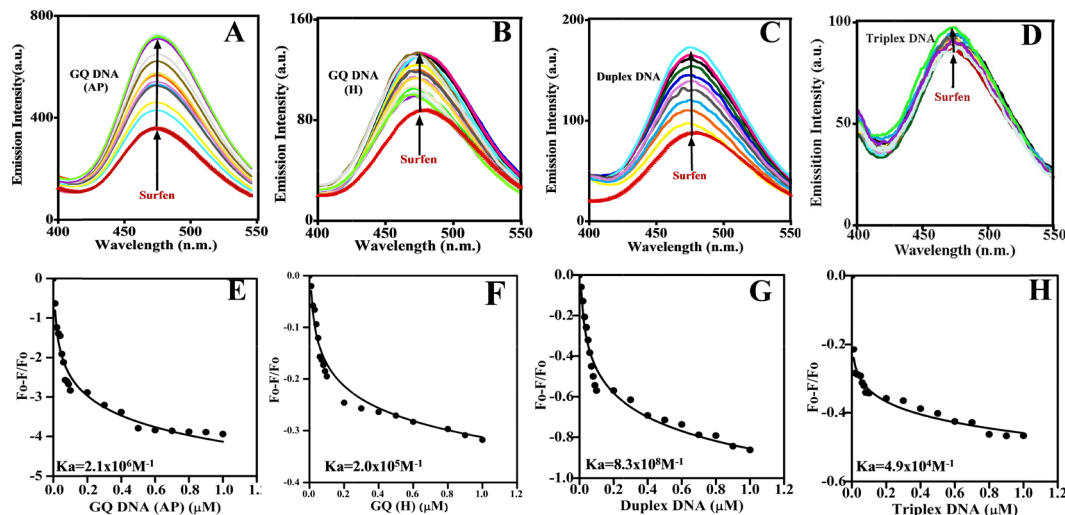 A
B
C
D
Emission Intensity (a.u.)
800
600
400
200
0
GQ DNA
(AP)
Surfen
400
450
500
550
Wavelength (n.m.)
Emission Intensity (a.u.)
160
120
80
40
0
GQ DNA
(H)
Surfen
400
450
500
550
Wavelength (n.m.)
Emission Intensity (a.u.)
200
150
100
50
0
Duplex DNA
Surfen
400
450
500
550
Wavelength (n.m.)
Emisstion Intensity (a.u.)
100
50
0
Triplex DNA
Surfen
400
450
500
550
Wavelength (n.m.)
E
F
G
H
Fo-F/Fo
0
-1
-2
-3
-4
-5
Ka=2.1x10⁶M⁻¹
0.0
0.2
0.4
0.6
0.8
1.0
1.2
GQ DNA (AP) (μM)
Fo-F/Fo
0.0
-0.1
-0.2
-0.3
-0.4
Ka=2.0x10⁵M⁻¹
0.0
0.2
0.4
0.6
0.8
1.0
1.2
GQ (H) (μM)
Fo-F/Fo
0.0
-0.2
-0.4
-0.6
-0.8
-1.0
Ka=8.3x10⁸M⁻¹
0.0
0.2
0.4
0.6
0.8
1.0
1.2
Duplex DNA (μM)
Fo-F/Fo
0.0
-0.2
-0.4
-0.6
Ka=4.9x10⁴M⁻¹
0.0
0.2
0.4
0.6
0.8
1.0
1.2
Triplex DNA (μM)